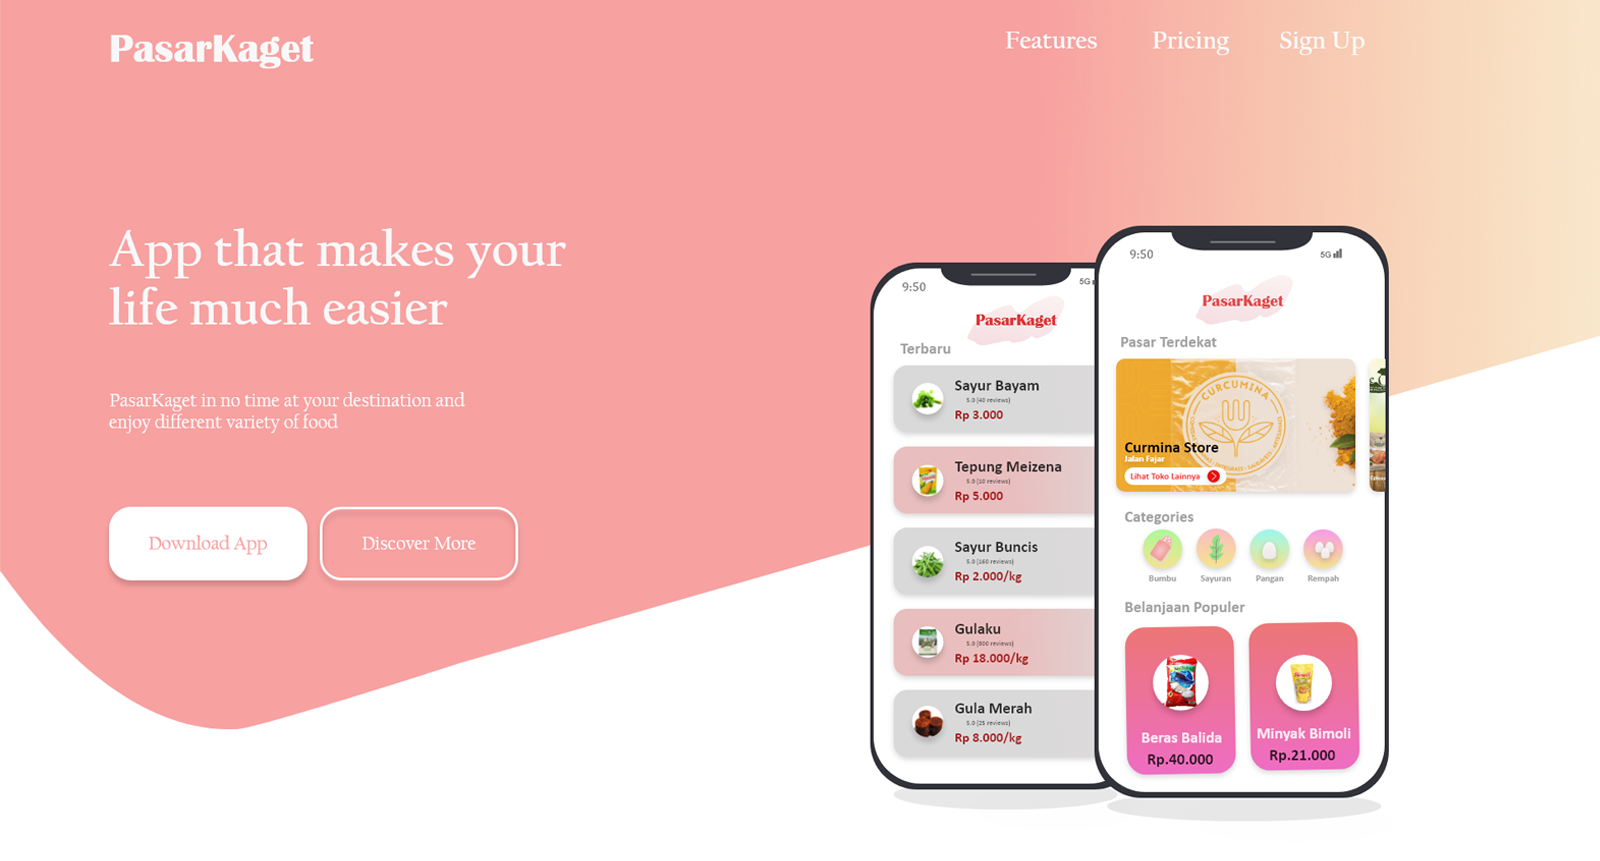 PasarKaget
Features
Pricing
Sign Up
App that makes your
life much easier
PasarKaget in no time at your destination and
enjoy different variety of food
Download App
Discover More
9:50
5G
PasarKaget
Terbaru
Sayur Bayam
5.0 (43 reviews)
Rp 3.000
Tepung Meizena
5.0 (10 reviews)
Rp 5.000
Sayur Buncis
5.0 (160 reviews)
Rp 2.000/kg
Gulaku
5.0 (800 reviews)
Rp 18.000/kg
Gula Merah
5.0 (25 reviews)
Rp 8.000/kg
9:50
5G
PasarKaget
Pasar Terdekat
CURCUMINA
Curmina Store
Jalan Fajar
Lihat Toko Lainnya
Categories
Bumbu
Sayuran
Pangan
Rempah
Belanjaan Populer
Beras Balida
Rp.40.000
Minyak Bimoli
Rp.21.000